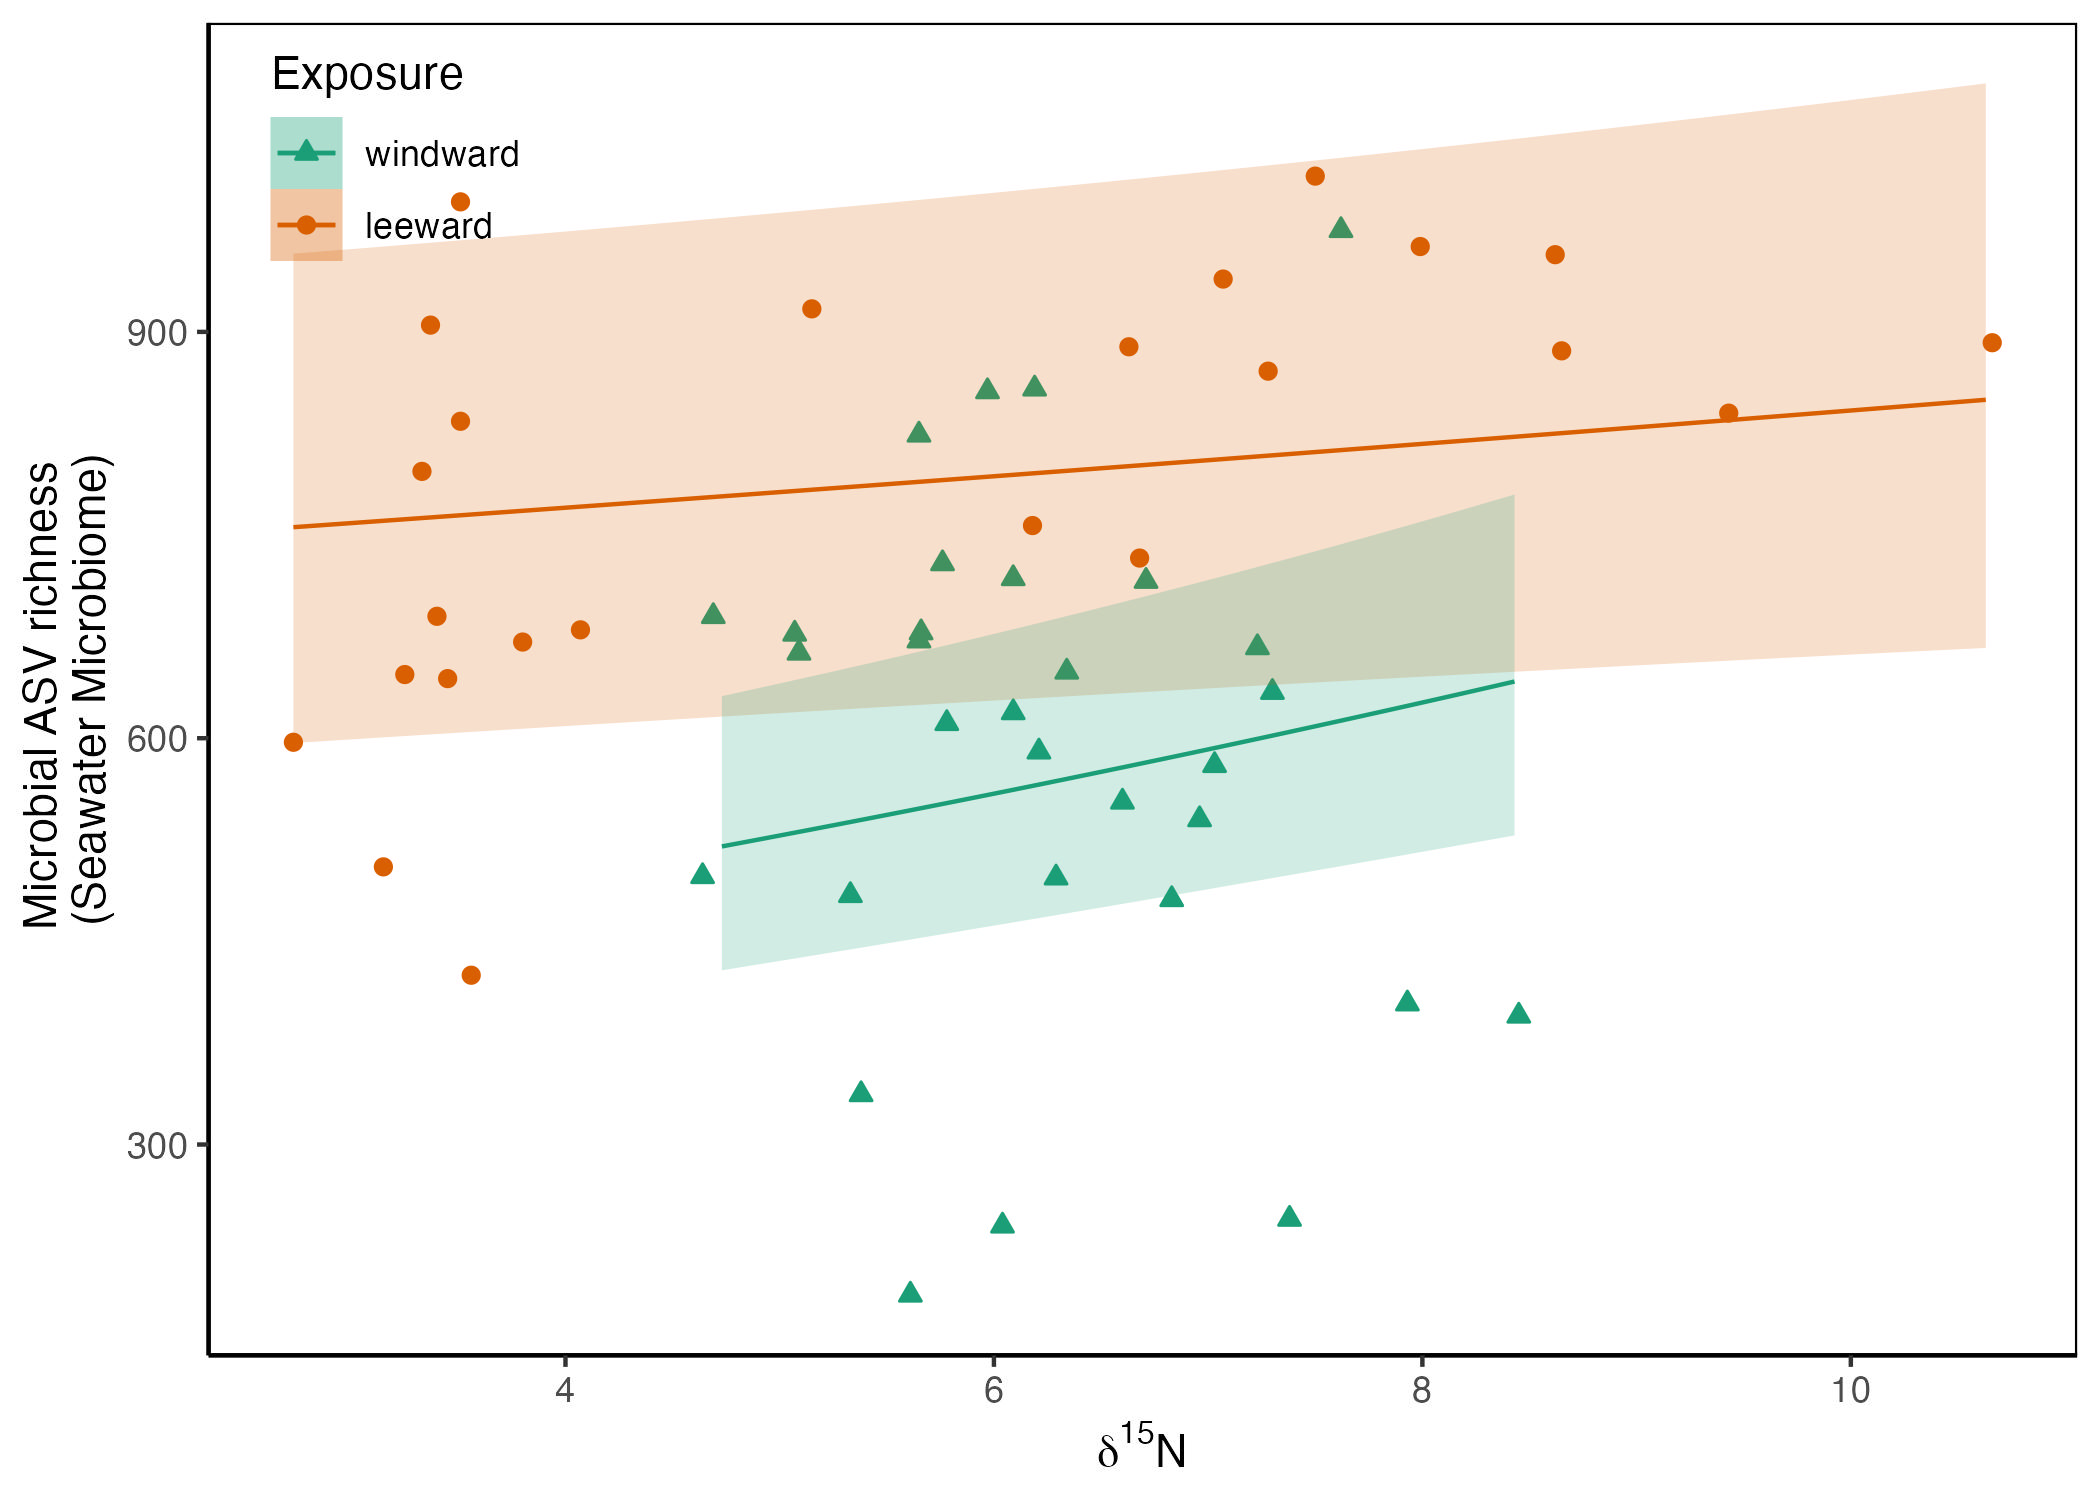 Exposure
windward
leeward
900
600
300
Microbial ASV richness
(Seawater Microbiome)
4
6
8
10
δ¹⁵N